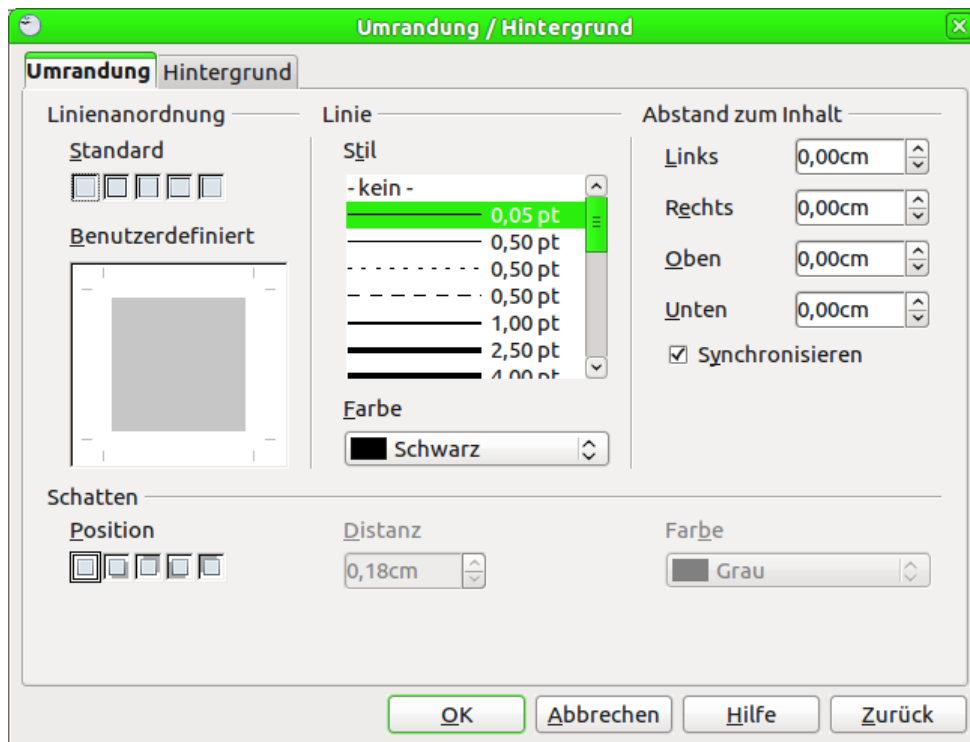 Umrandung / Hintergrund
Umrandung
Hintergrund
Linienanordnung
Standard
Benutzerdefiniert
Linie
Stil
- kein -
0,05 pt
0,50 pt
0,50 pt
0,50 pt
1,00 pt
2,50 pt
4,00 pt
Farbe
Schwarz
Abstand zum Inhalt
Links 0,00cm
Rechts 0,00cm
Oben 0,00cm
Unten 0,00cm
Synchronisieren
Schatten
Position
Distanz
0,18cm
Farbe
Grau
OK
Abbrechen
Hilfe
Zurück